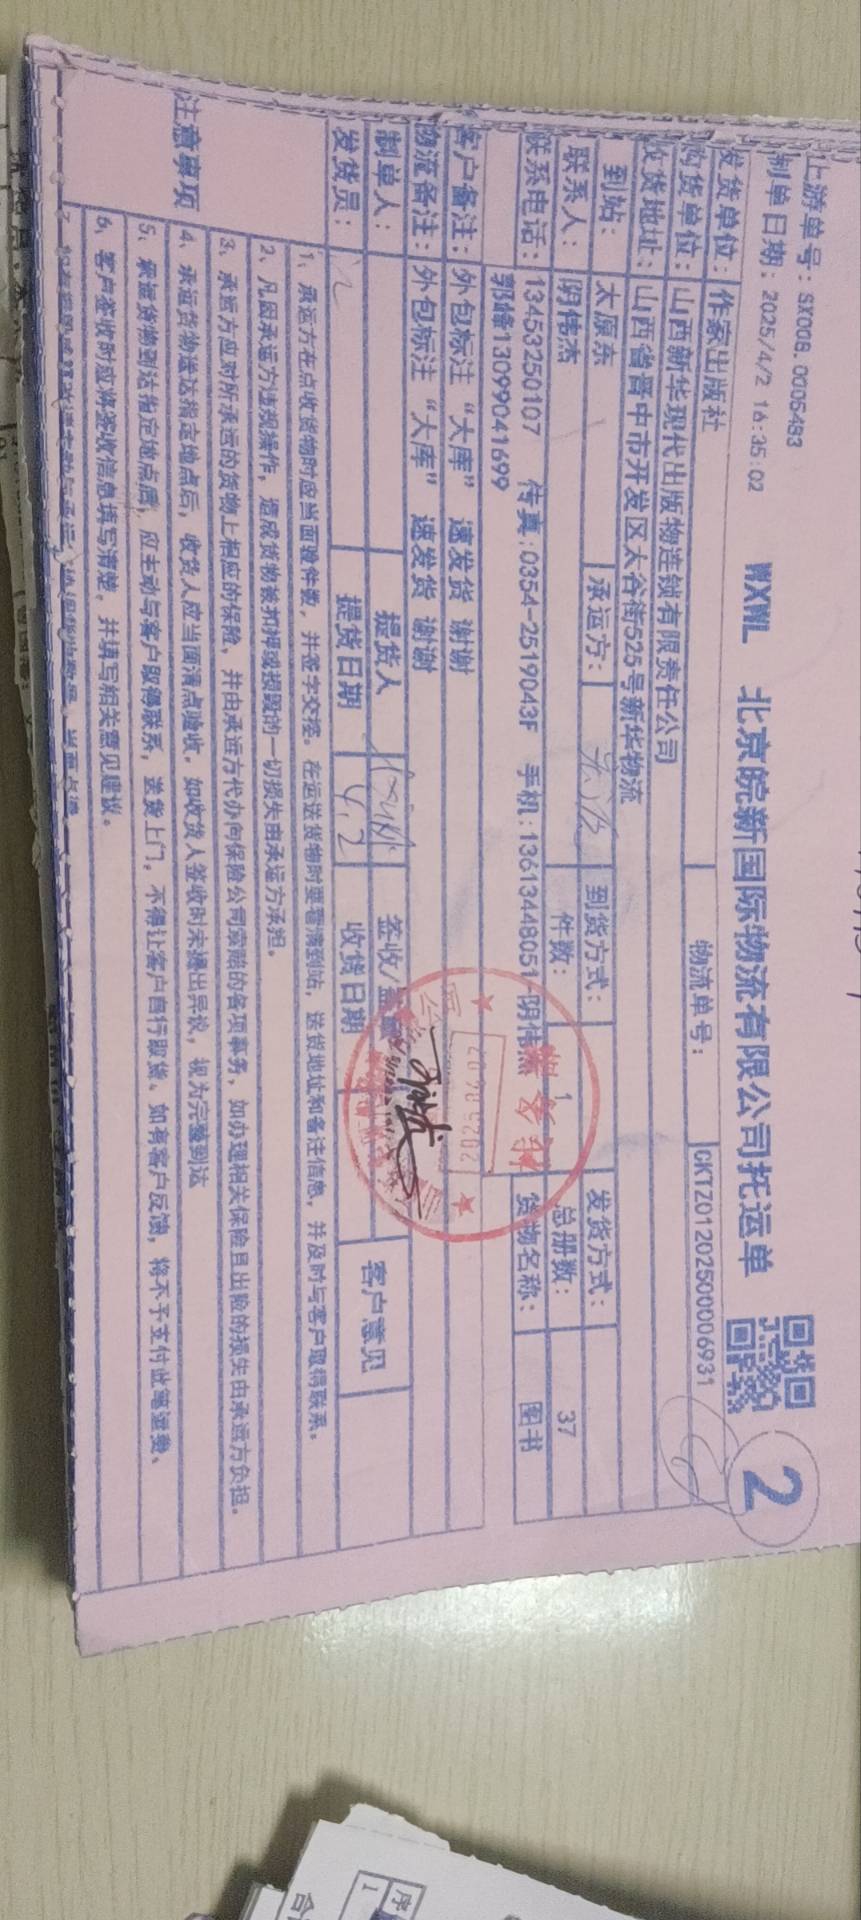 上游单号：SX008.0005483
制单日期：2025/4/2 16:35:02
WXWL 北京皖新国际物流有限公司托运单
2
发货单位：作家出版社
物流单号：CKTZ01202500006931
购货单位：山西新华现代出版物连锁有限责任公司
收货地址：山西省晋中市开发区太谷街525号新华物流
到站：太原东 承运方： 到货方式： 发货方式：
联系人：阴伟杰 件数：1 总册数：37
联系电话：13453250107 传真：0354-2519043F 手机：13613448051-阴伟杰 货物名称：图书
郭峰13099041699
客户备注：外包标注“大库” 速发货 谢谢
物流备注：外包标注“大库” 速发货 谢谢
制单人： 提货人 签收/盖章 客户意见
发货员： 提货日期 4.2 收货日期
注意事项
1、承运方在点收货物时应当面验件数，并签字交接。在运送货物时要看清到站，送货地址和备注信息，并及时与客户取得联系。
2、凡因承运方违规操作，造成货物被扣押或损毁的一切损失由承运方承担。
3、承运方应对所承运的货物上相应的保险，并由承运方代办向保险公司索赔的各项事务，如办理相关保险且出险的损失由承运方负担。
4、承运货物送达指定地点后，收货人应当面清点验收，如收货人签收时未提出异议，视为完整到达
5、承运货物到达指定地点后，应主动与客户取得联系，送货上门，不得让客户自行取货。如有客户反馈，将不予支付此笔运费。
6、客户签收时应将签收信息填写清楚，并填写相关意见建议。